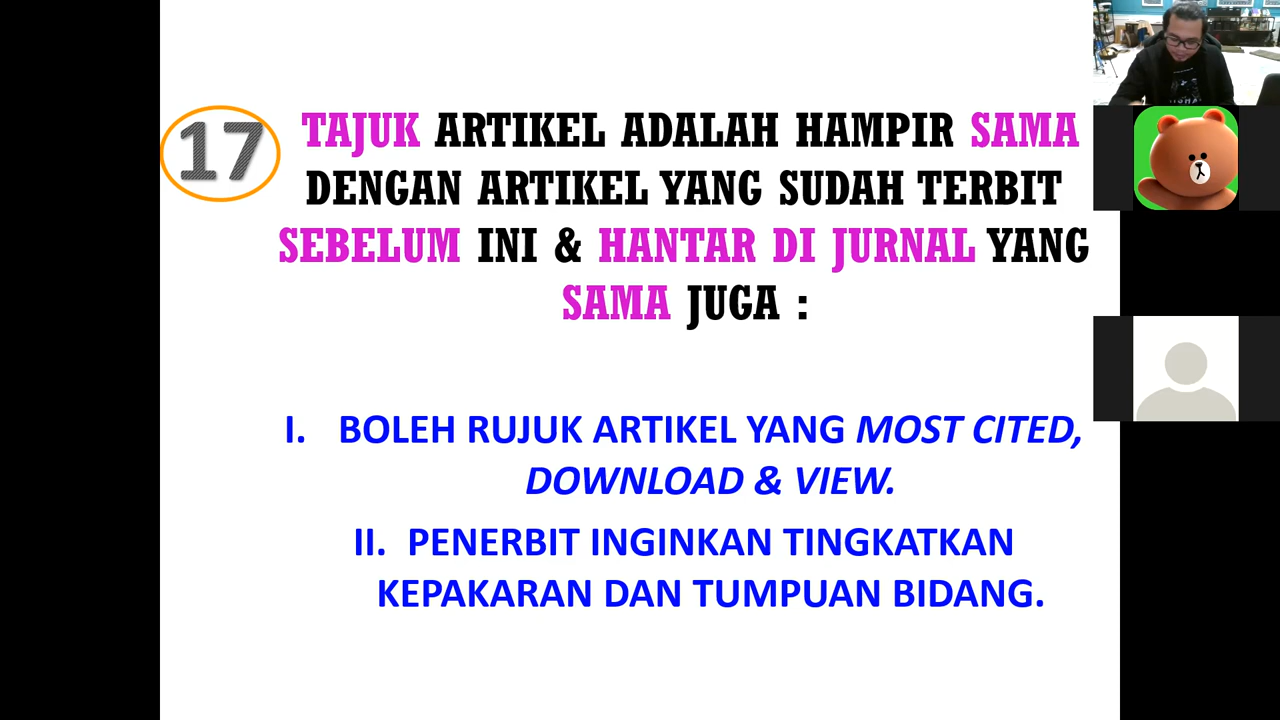 17
TAJUK ARTIKEL ADALAH HAMPIR SAMA
DENGAN ARTIKEL YANG SUDAH TERBIT
SEBELUM INI & HANTAR DI JURNAL YANG
SAMA JUGA :
I. BOLEH RUJUK ARTIKEL YANG MOST CITED,
DOWNLOAD & VIEW.
II. PENERBIT INGINKAN TINGKATKAN
KEPAKARAN DAN TUMPUAN BIDANG.